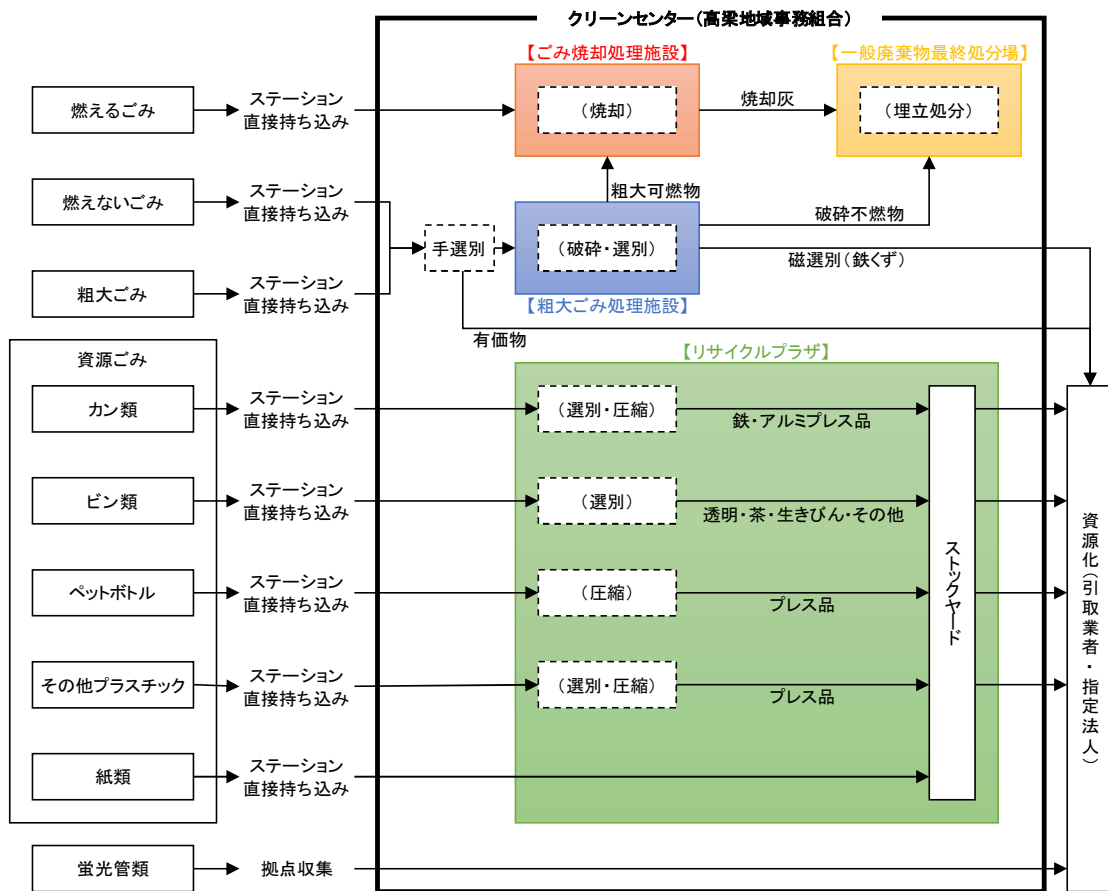 クリーンセンター（高梁地域事務組合）
【ごみ焼却処理施設】
【一般廃棄物最終処分場】
燃えるごみ
ステーション
直接持ち込み
（焼却）
焼却灰
（埋立処分）
燃えないごみ
ステーション
直接持ち込み
粗大可燃物
破砕不燃物
手選別
（破砕・選別）
磁選別（鉄くず）
粗大ごみ
ステーション
直接持ち込み
【粗大ごみ処理施設】
有価物
資源ごみ
【リサイクルプラザ】
カン類
ステーション
直接持ち込み
（選別・圧縮）
鉄・アルミプレス品
ビン類
ステーション
直接持ち込み
（選別）
透明・茶・生きびん・その他
ペットボトル
ステーション
直接持ち込み
（圧縮）
プレス品
その他プラスチック
ステーション
直接持ち込み
（選別・圧縮）
プレス品
紙類
ステーション
直接持ち込み
ストックヤード
資源化（引取業者・指定法人）
蛍光管類
拠点収集